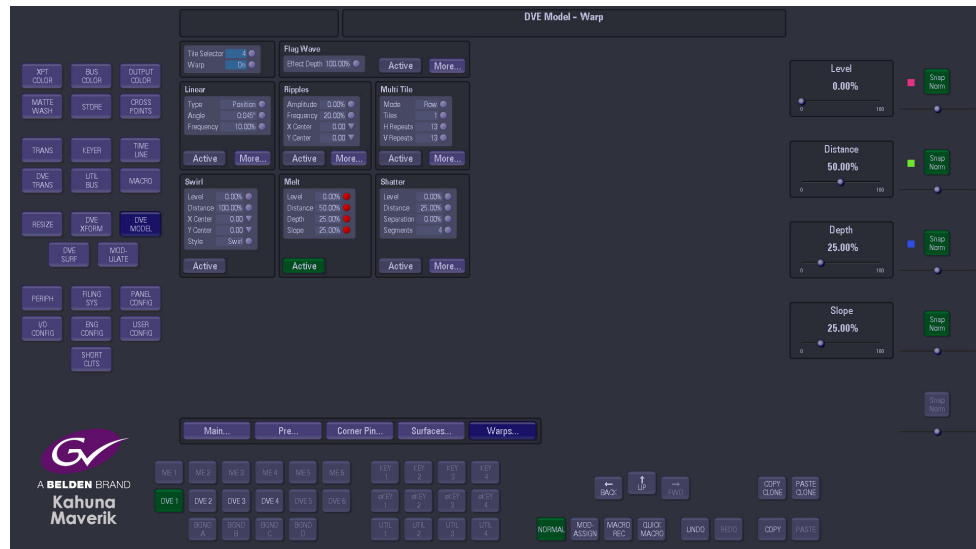 DVE Model - Warp
Tile Selector 4
Warp On
Flag Wave
Effect Depth 100.00%
Active More...
Linear
Type Position
Angle 0.045°
Frequency 10.00%
Active More...
Ripples
Amplitude 0.00%
Frequency 20.00%
X Center 0.00
Y Center 0.00
Active More...
Multi Tile
Mode Row
Tiles 1
H Repeats 13
V Repeats 13
Active More...
Swirl
Level 0.00%
Distance 100.00%
X Center 0.00
Y Center 0.00
Style Swirl
Active
Melt
Level 0.00%
Distance 50.00%
Depth 25.00%
Slope 25.00%
Active
Shatter
Level 0.00%
Distance 25.00%
Separation 0.00%
Segments 4
Active More...
XPT
COLOR
BUS
COLOR
OUTPUT
COLOR
MATTE
WASH
STORE
CROSS
POINTS
TRANS
KEYER
TIME
LINE
DVE
TRANS
UTIL
BUS
MACRO
RESIZE
DVE
XFORM
DVE
MODEL
DVE
SURF
MOD-
ULATE
PERIPH
FILING
SYS
PANEL
CONFIG
I/O
CONFIG
ENG
CONFIG
USER
CONFIG
SHORT
CUTS
Level
0.00%
0 100
Snap
Norm
Distance
50.00%
0 100
Snap
Norm
Depth
25.00%
0 100
Snap
Norm
Slope
25.00%
0 100
Snap
Norm
Snap
Norm
Main... Pre... Corner Pin... Surfaces... Warps...
GV
A BELDEN BRAND
Kahuna
Maverik
ME 1 ME 2 ME 3 ME 4 ME 5 ME 6
KEY
1
KEY
2
KEY
3
KEY
4
DVE 1 DVE 2 DVE 3 DVE 4 DVE 5 DVE 6
eKEY
1
eKEY
2
eKEY
3
eKEY
4
BGND
A
BGND
B
BGND
C
BGND
D
UTIL
1
UTIL
2
UTIL
3
UTIL
4
BACK
UP
FWD
COPY
CLONE
PASTE
CLONE
NORMAL
MOD-
ASSIGN
MACRO
REC
QUICK
MACRO
UNDO REDO COPY PASTE